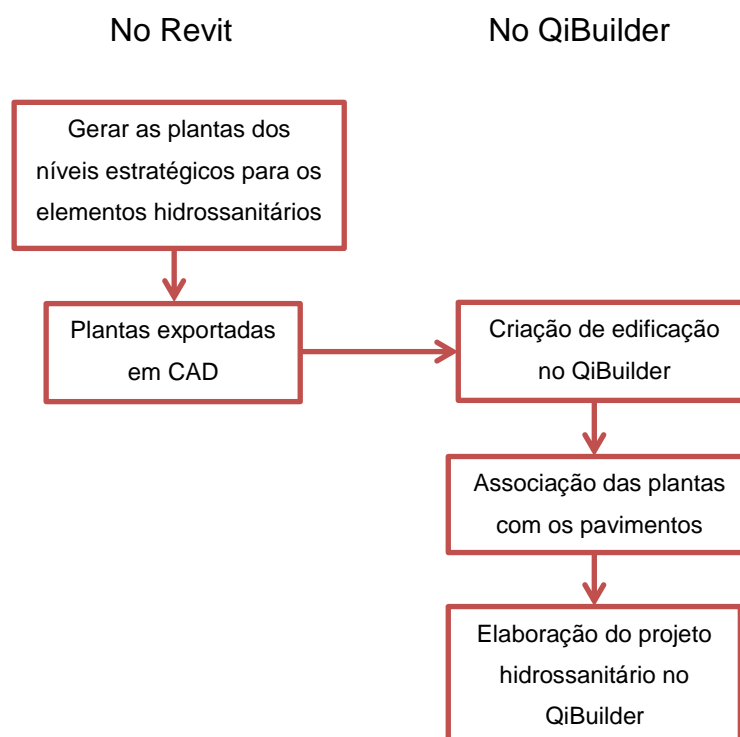 No Revit
No QiBuilder
Gerar as plantas dos
níveis estratégicos para os
elementos hidrossanitários
Plantas exportadas
em CAD
Criação de edificação
no QiBuilder
Associação das plantas
com os pavimentos
Elaboração do projeto
hidrossanitário no
QiBuilder